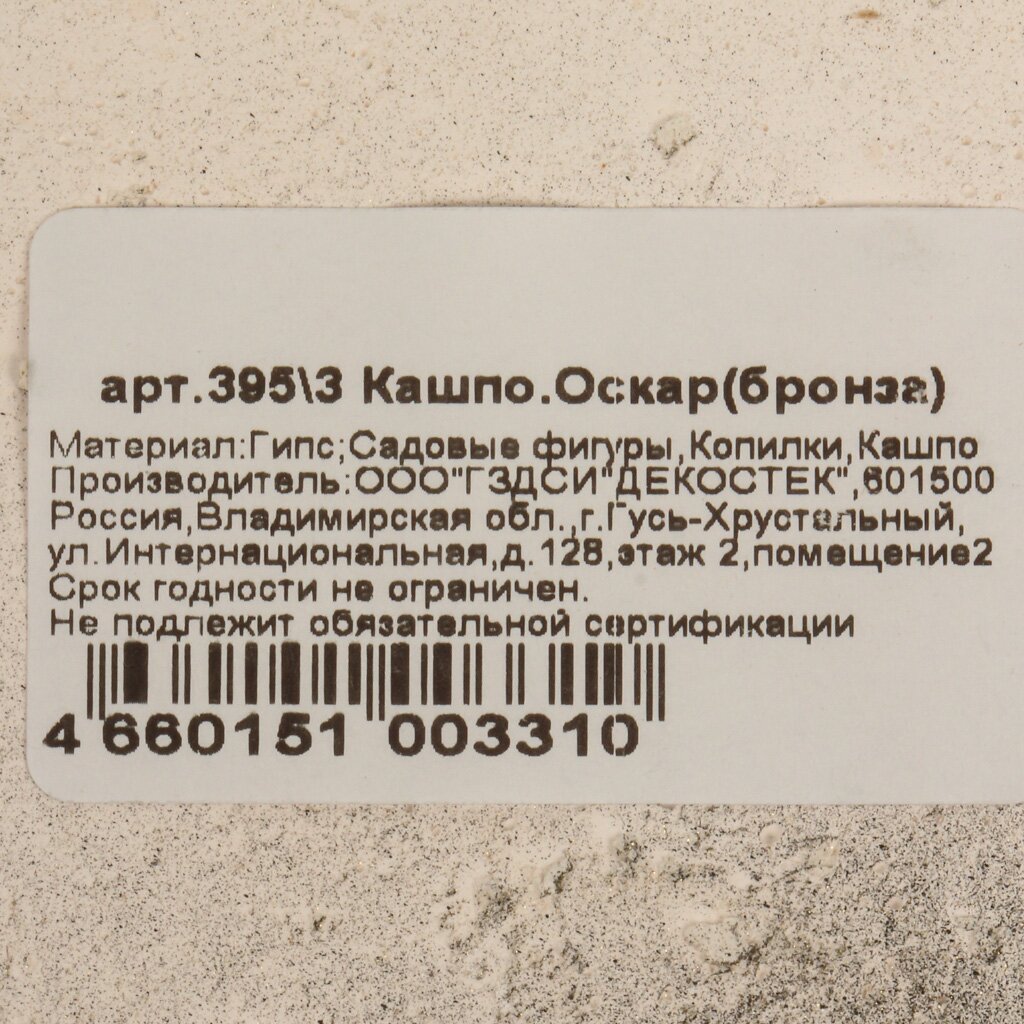 арт.395\3 Кашпо.Оскар(бронза)
Материал:Гипс;Садовые фигуры,Копилки,Кашпо
Производитель:ООО"ГЗДСИ"ДЕКОСТЕК",601500
Россия,Владимирская обл.,г.Гусь-Хрустальный,
ул.Интернациональная,д.128,этаж 2,помещение2
Срок годности не ограничен.
Не подлежит обязательной сертификации
4 660151 003310